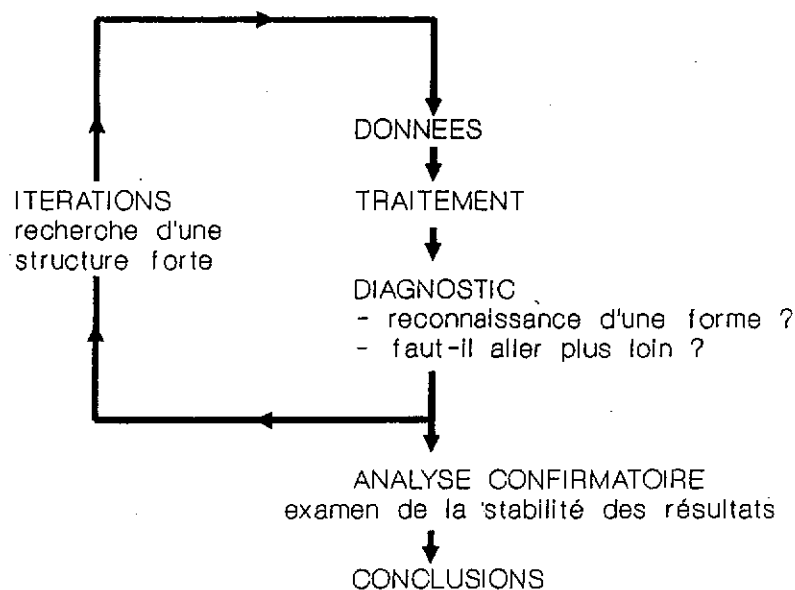 DONNEES
ITERATIONS
recherche d'une
structure forte
TRAITEMENT
DIAGNOSTIC
- reconnaissance d'une forme ?
- faut-il aller plus loin ?
ANALYSE CONFIRMATOIRE
examen de la stabilité des résultats
CONCLUSIONS